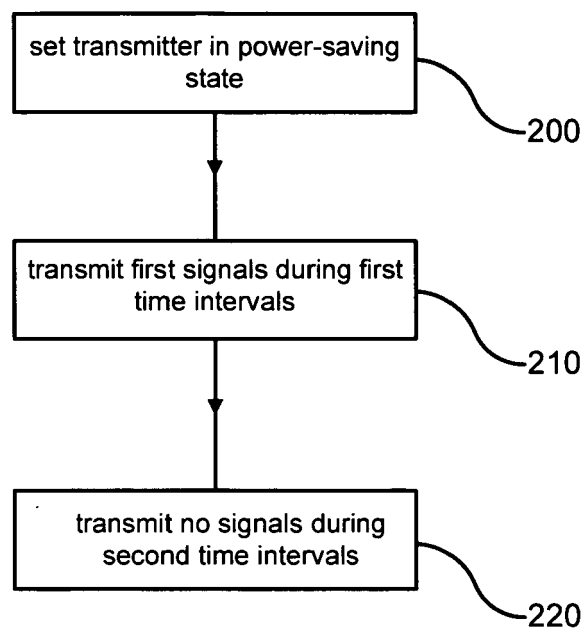 set transmitter in power-saving
state
200
transmit first signals during first
time intervals
210
transmit no signals during
second time intervals
220